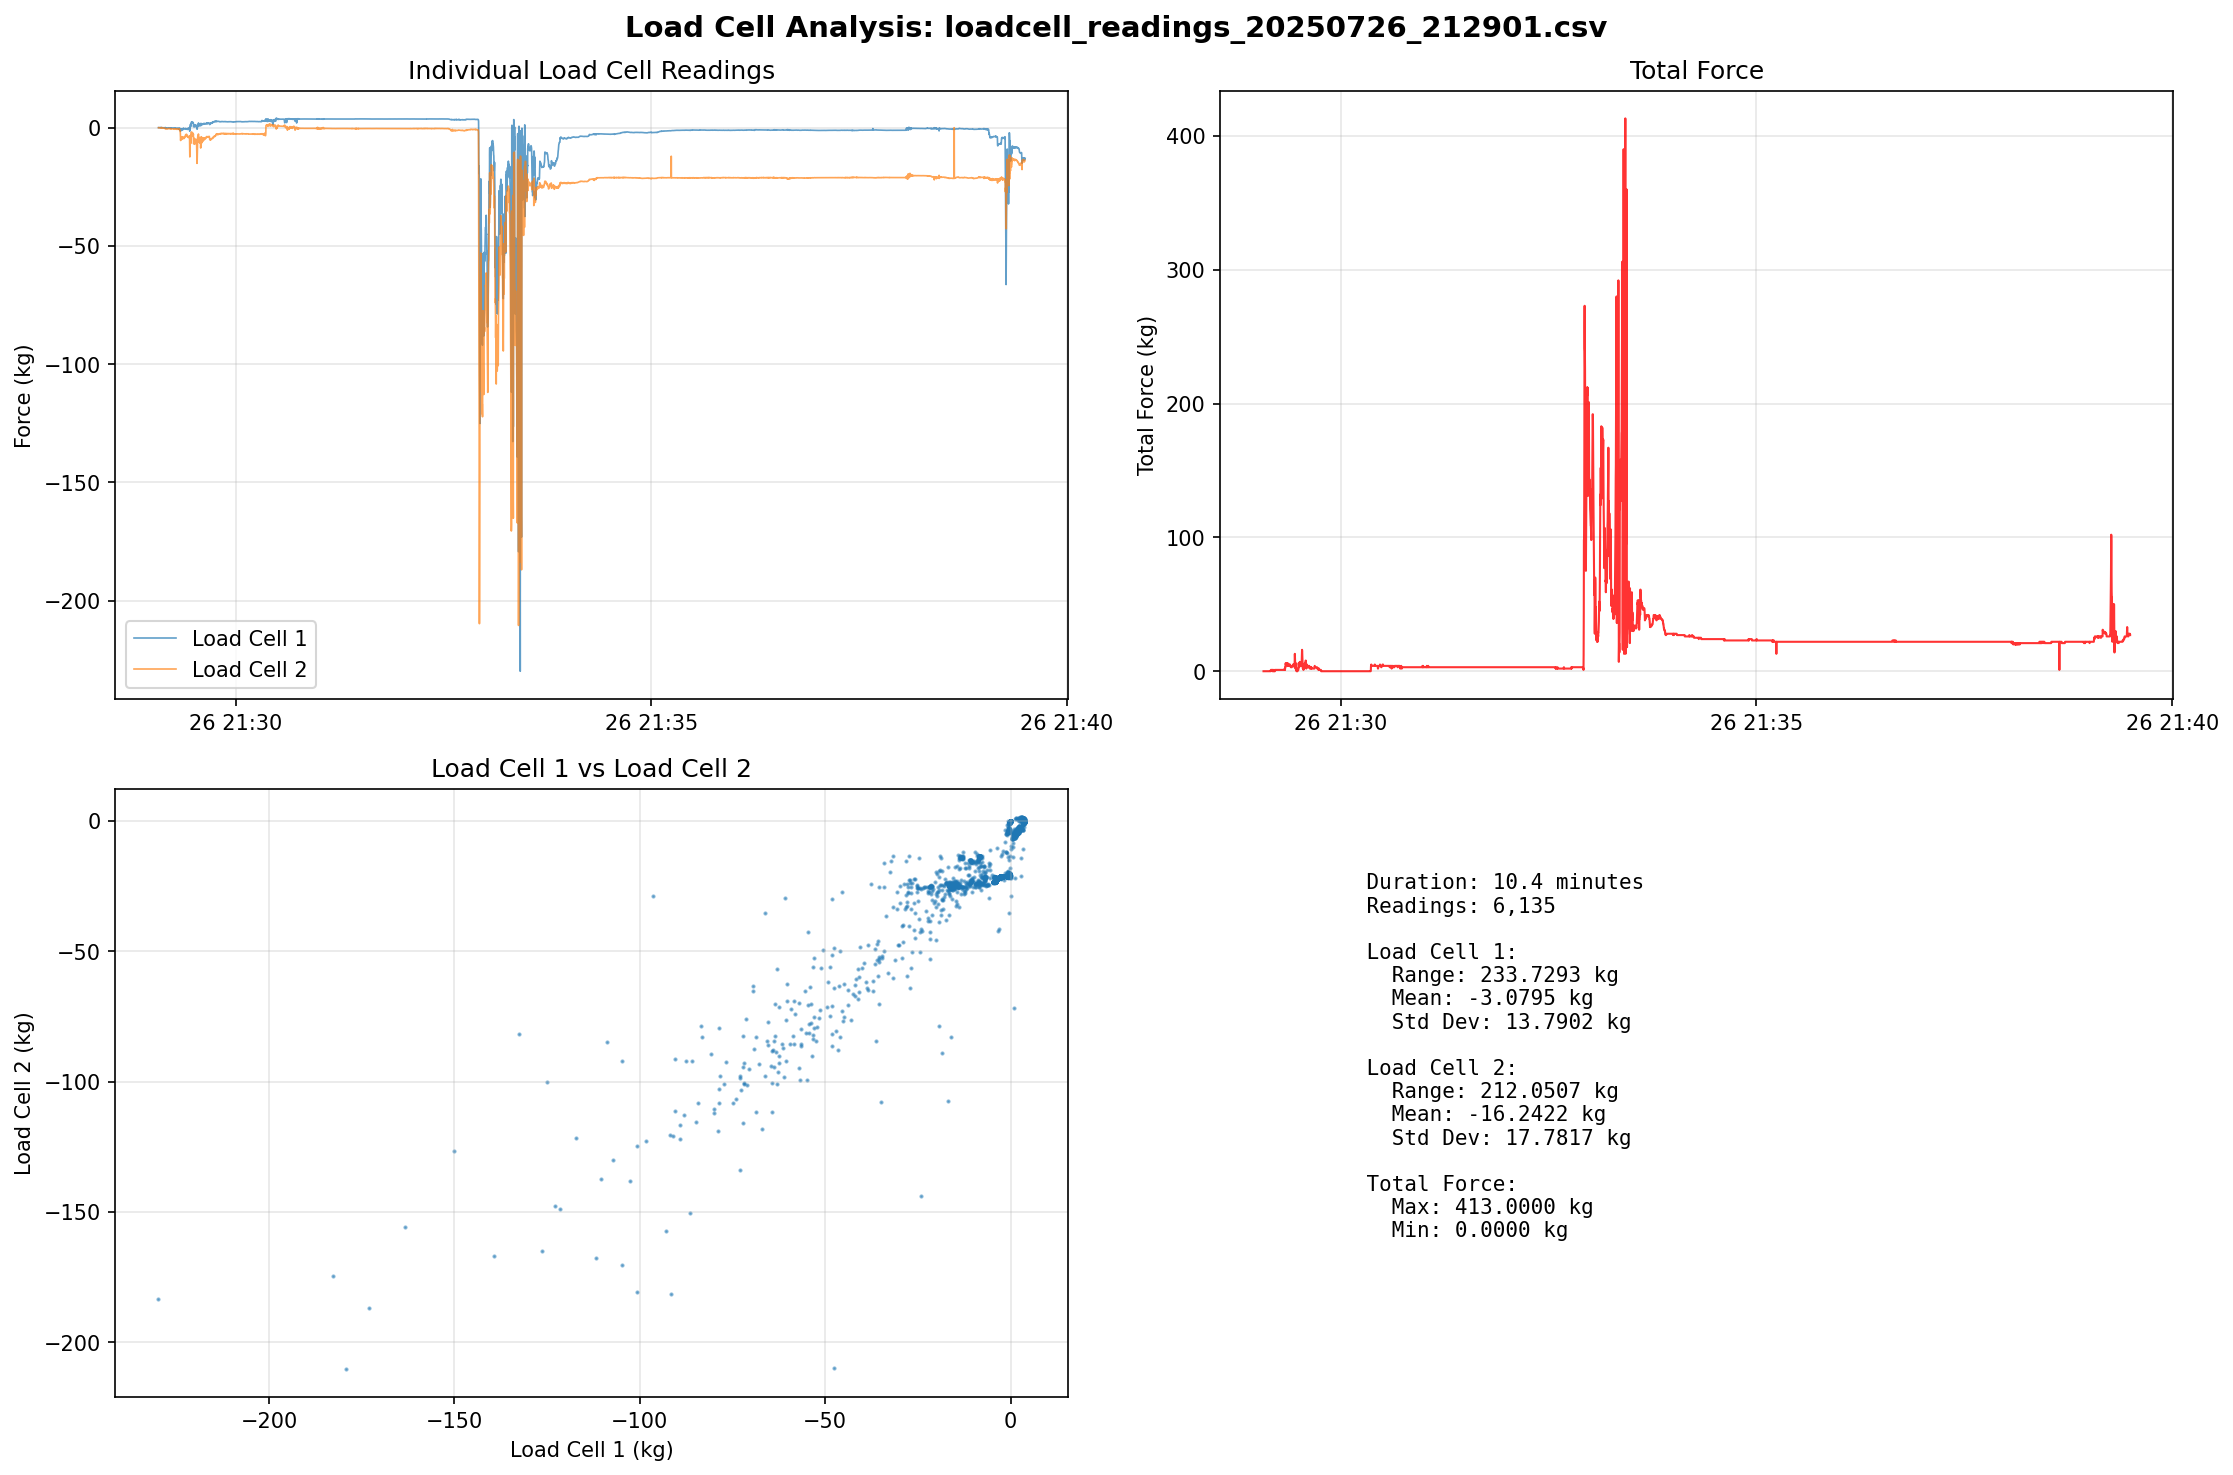 Load Cell Analysis: loadcell_readings_20250726_212901.csv
Individual Load Cell Readings
Force (kg)
0
−50
−100
−150
−200
Load Cell 1
Load Cell 2
26 21:30
26 21:35
26 21:40
Total Force
Total Force (kg)
400
300
200
100
0
26 21:30
26 21:35
26 21:40
Load Cell 1 vs Load Cell 2
Load Cell 2 (kg)
0
−50
−100
−150
−200
−200
−150
−100
−50
0
Load Cell 1 (kg)
Duration: 10.4 minutes
Readings: 6,135
Load Cell 1:
Range: 233.7293 kg
Mean: -3.0795 kg
Std Dev: 13.7902 kg
Load Cell 2:
Range: 212.0507 kg
Mean: -16.2422 kg
Std Dev: 17.7817 kg
Total Force:
Max: 413.0000 kg
Min: 0.0000 kg